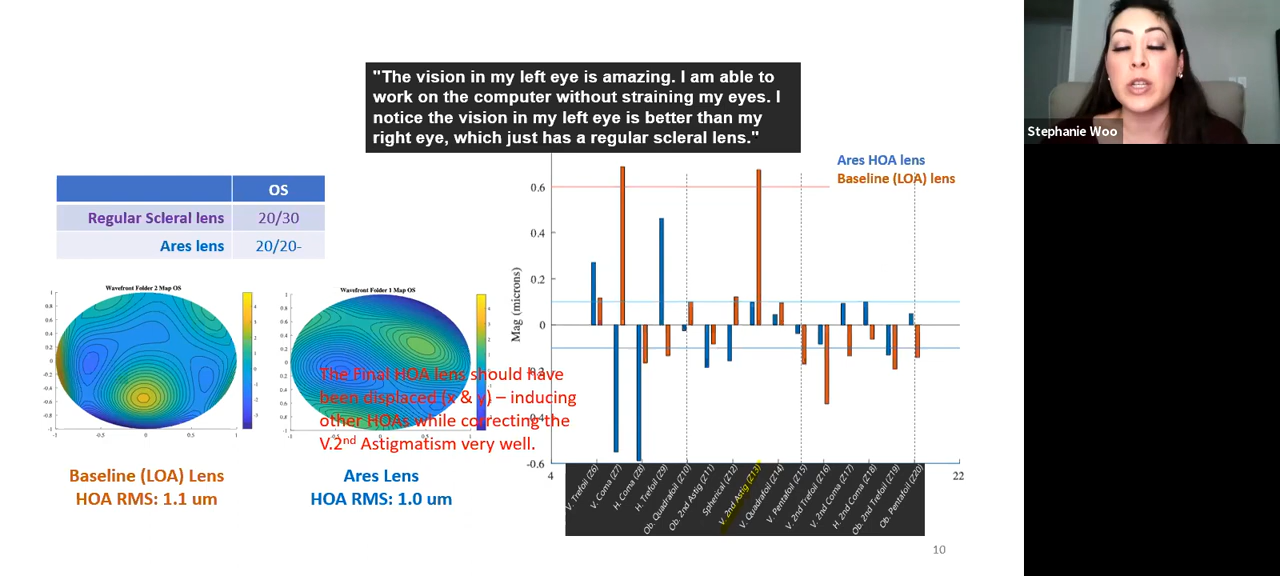 "The vision in my left eye is amazing. I am able to
work on the computer without straining my eyes. I
notice the vision in my left eye is better than my
right eye, which just has a regular scleral lens."
Stephanie Woo
Ares HOA lens
Baseline (LOA) lens
OS
Regular Scleral lens 20/30
Ares lens 20/20-
Wavefront Folder 2 Map OS
Wavefront Folder 1 Map OS
The Final HOA lens should have
been displaced (x & y) – inducing
other HOAs while correcting the
V.2nd Astigmatism very well.
Baseline (LOA) Lens
HOA RMS: 1.1 um
Ares Lens
HOA RMS: 1.0 um
Mag (microns)
0.6
0.4
0.2
0
-0.6
4
22
V. Trefoil (Z6)
V. Coma (Z7)
H. Coma (Z8)
H. Trefoil (Z9)
Ob. Quadrafoil (Z10)
Ob. 2nd Astig (Z11)
Spherical (Z12)
V. 2nd Astig (Z13)
V. Quadrafoil (Z14)
V. Pentafoil (Z15)
V. 2nd Trefoil (Z16)
V. 2nd Coma (Z17)
H. 2nd Coma (Z18)
Ob. 2nd Trefoil (Z19)
Ob. Pentafoil (Z20)
10